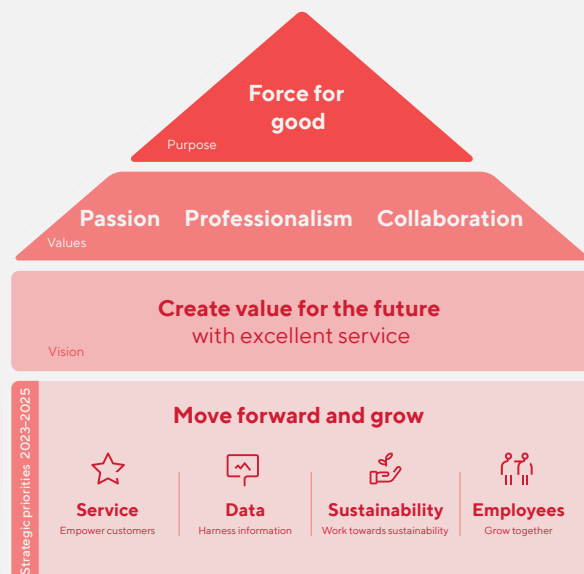 Force for
good
Purpose
Passion Professionalism Collaboration
Values
Create value for the future
with excellent service
Vision
Strategic priorities 2023–2025
Move forward and grow
Service Data Sustainability Employees
Empower customers Harness information Work towards sustainability Grow together